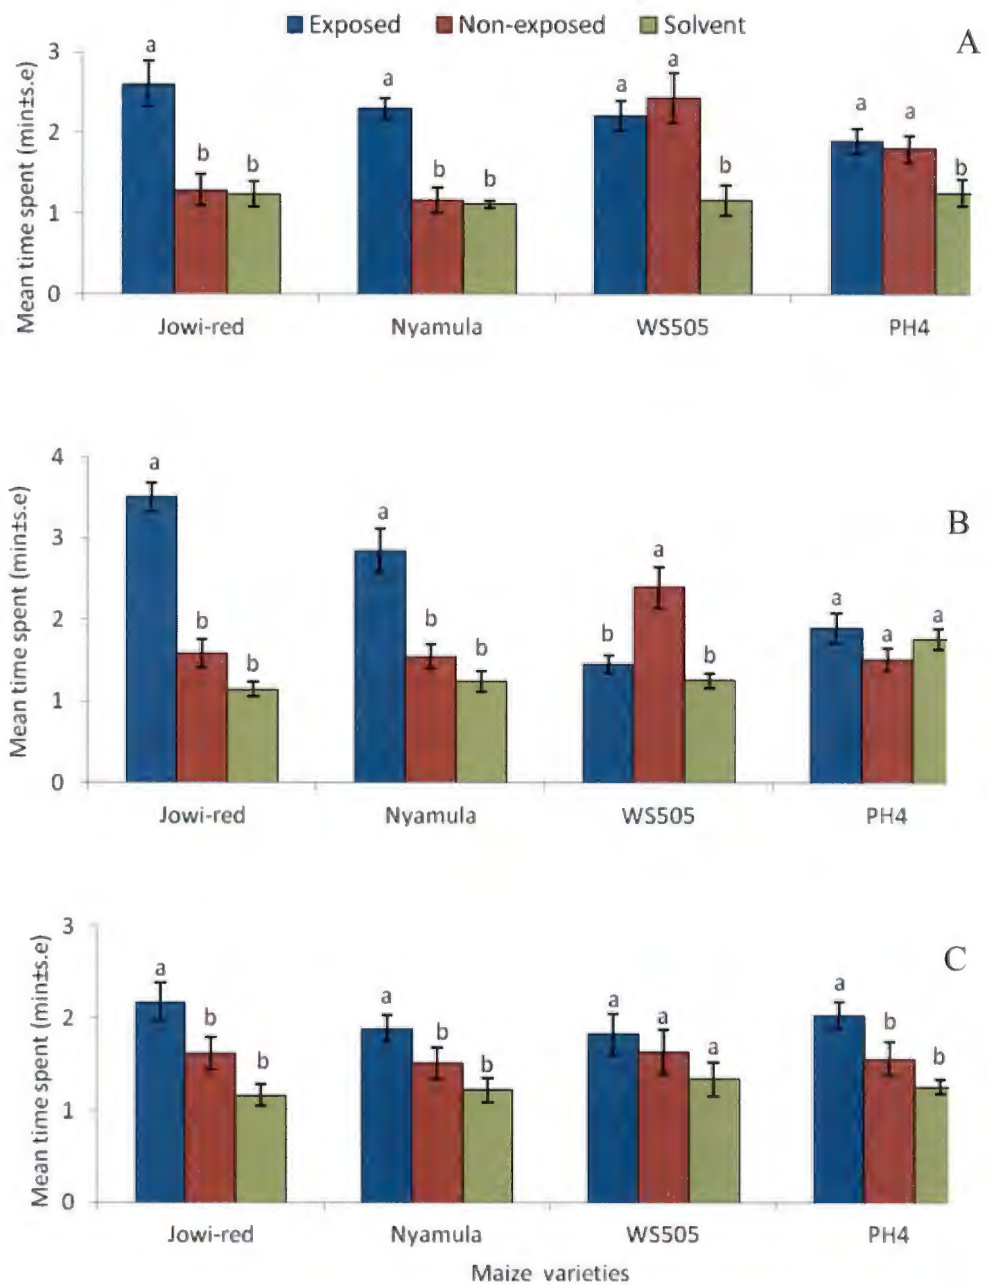 Exposed Non-exposed Solvent
A
Mean time spent (min±s.e)
3
2
1
0
a b b
a b b
a a b
a a b
Jowi-red Nyamula WS505 PH4
B
Mean time spent (min±s.e)
4
3
2
1
0
a b b
a b b
b a b
a a a
Jowi-red Nyamula WS505 PH4
C
Mean time spent (min±s.e)
3
2
1
0
a b b
a b b
a a a
a b b
Jowi-red Nyamula WS505 PH4
Maize varieties